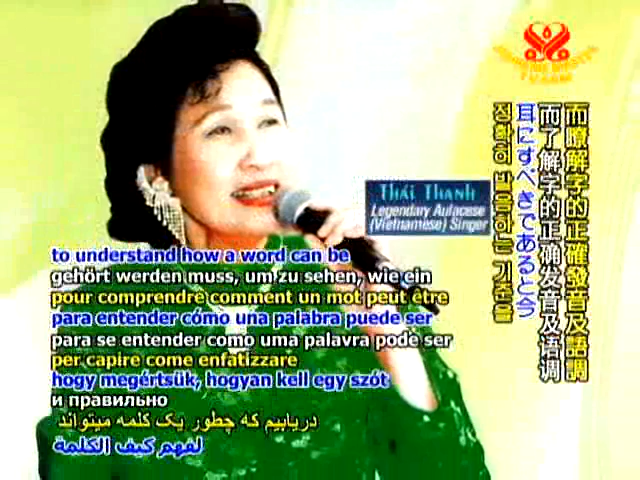 Thái Thanh
Legendary Aulacese
(Vietnamese) Singer
而瞭解字的正確發音及語調
而了解字的正确发音及语调
耳にすべきであると今
정확히 발음하는 기준을
to understand how a word can be
gehört werden muss, um zu sehen, wie ein
pour comprendre comment un mot peut être
para entender cómo una palabra puede ser
para se entender como uma palavra pode ser
per capire come enfatizzare
hogy megértsük, hogyan kell egy szót
и правильно
دریابیم که چطور یک کلمه میتواند
لفهم كيف الكلمة